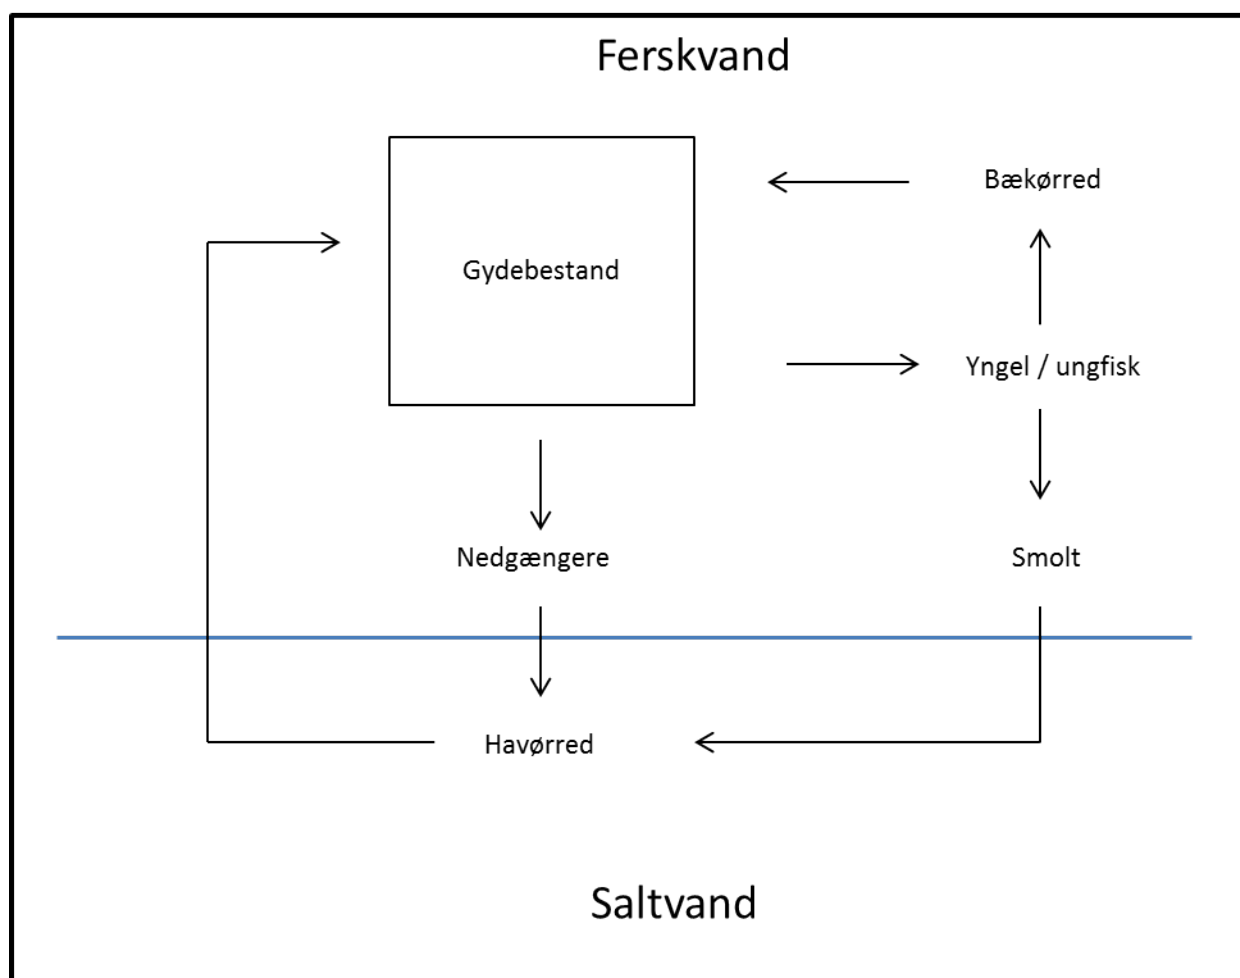 Ferskvand
Bækørred
Gydebestand
Yngel / ungfisk
Nedgængere
Smolt
Havørred
Saltvand